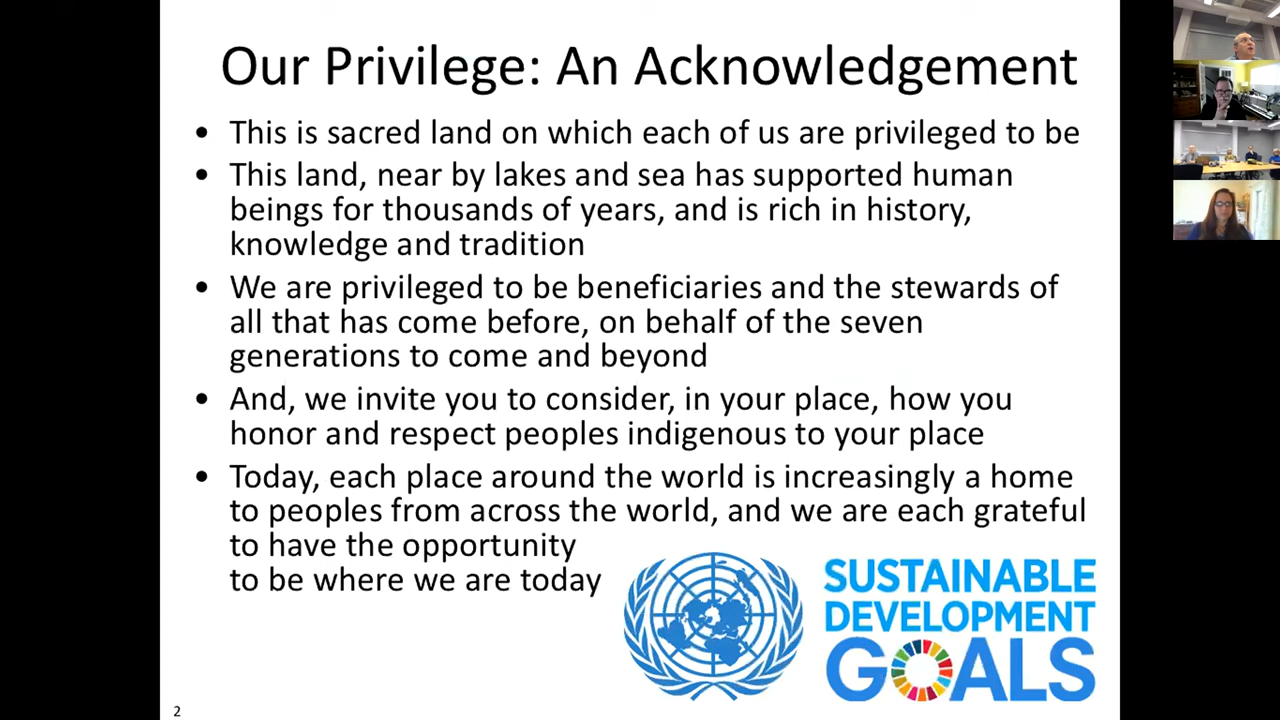 Our Privilege: An Acknowledgement
• This is sacred land on which each of us are privileged to be
• This land, near by lakes and sea has supported human
beings for thousands of years, and is rich in history,
knowledge and tradition
• We are privileged to be beneficiaries and the stewards of
all that has come before, on behalf of the seven
generations to come and beyond
• And, we invite you to consider, in your place, how you
honor and respect peoples indigenous to your place
• Today, each place around the world is increasingly a home
to peoples from across the world, and we are each grateful
to have the opportunity
to be where we are today
SUSTAINABLE
DEVELOPMENT
GOALS
2